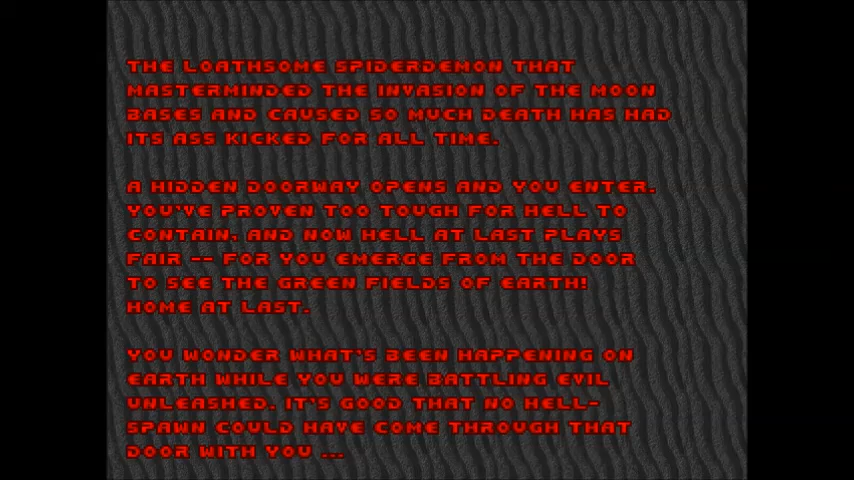 THE LOATHSOME SPIDERDEMON THAT
MASTERMINDED THE INVASION OF THE MOON
BASES AND CAUSED SO MUCH DEATH HAS HAD
ITS ASS KICKED FOR ALL TIME.
A HIDDEN DOORWAY OPENS AND YOU ENTER.
YOU'VE PROVEN TOO TOUGH FOR HELL TO
CONTAIN, AND NOW HELL AT LAST PLAYS
FAIR -- FOR YOU EMERGE FROM THE DOOR
TO SEE THE GREEN FIELDS OF EARTH!
HOME AT LAST.
YOU WONDER WHAT'S BEEN HAPPENING ON
EARTH WHILE YOU WERE BATTLING EVIL
UNLEASHED. IT'S GOOD THAT NO HELL-
SPAWN COULD HAVE COME THROUGH THAT
DOOR WITH YOU ...